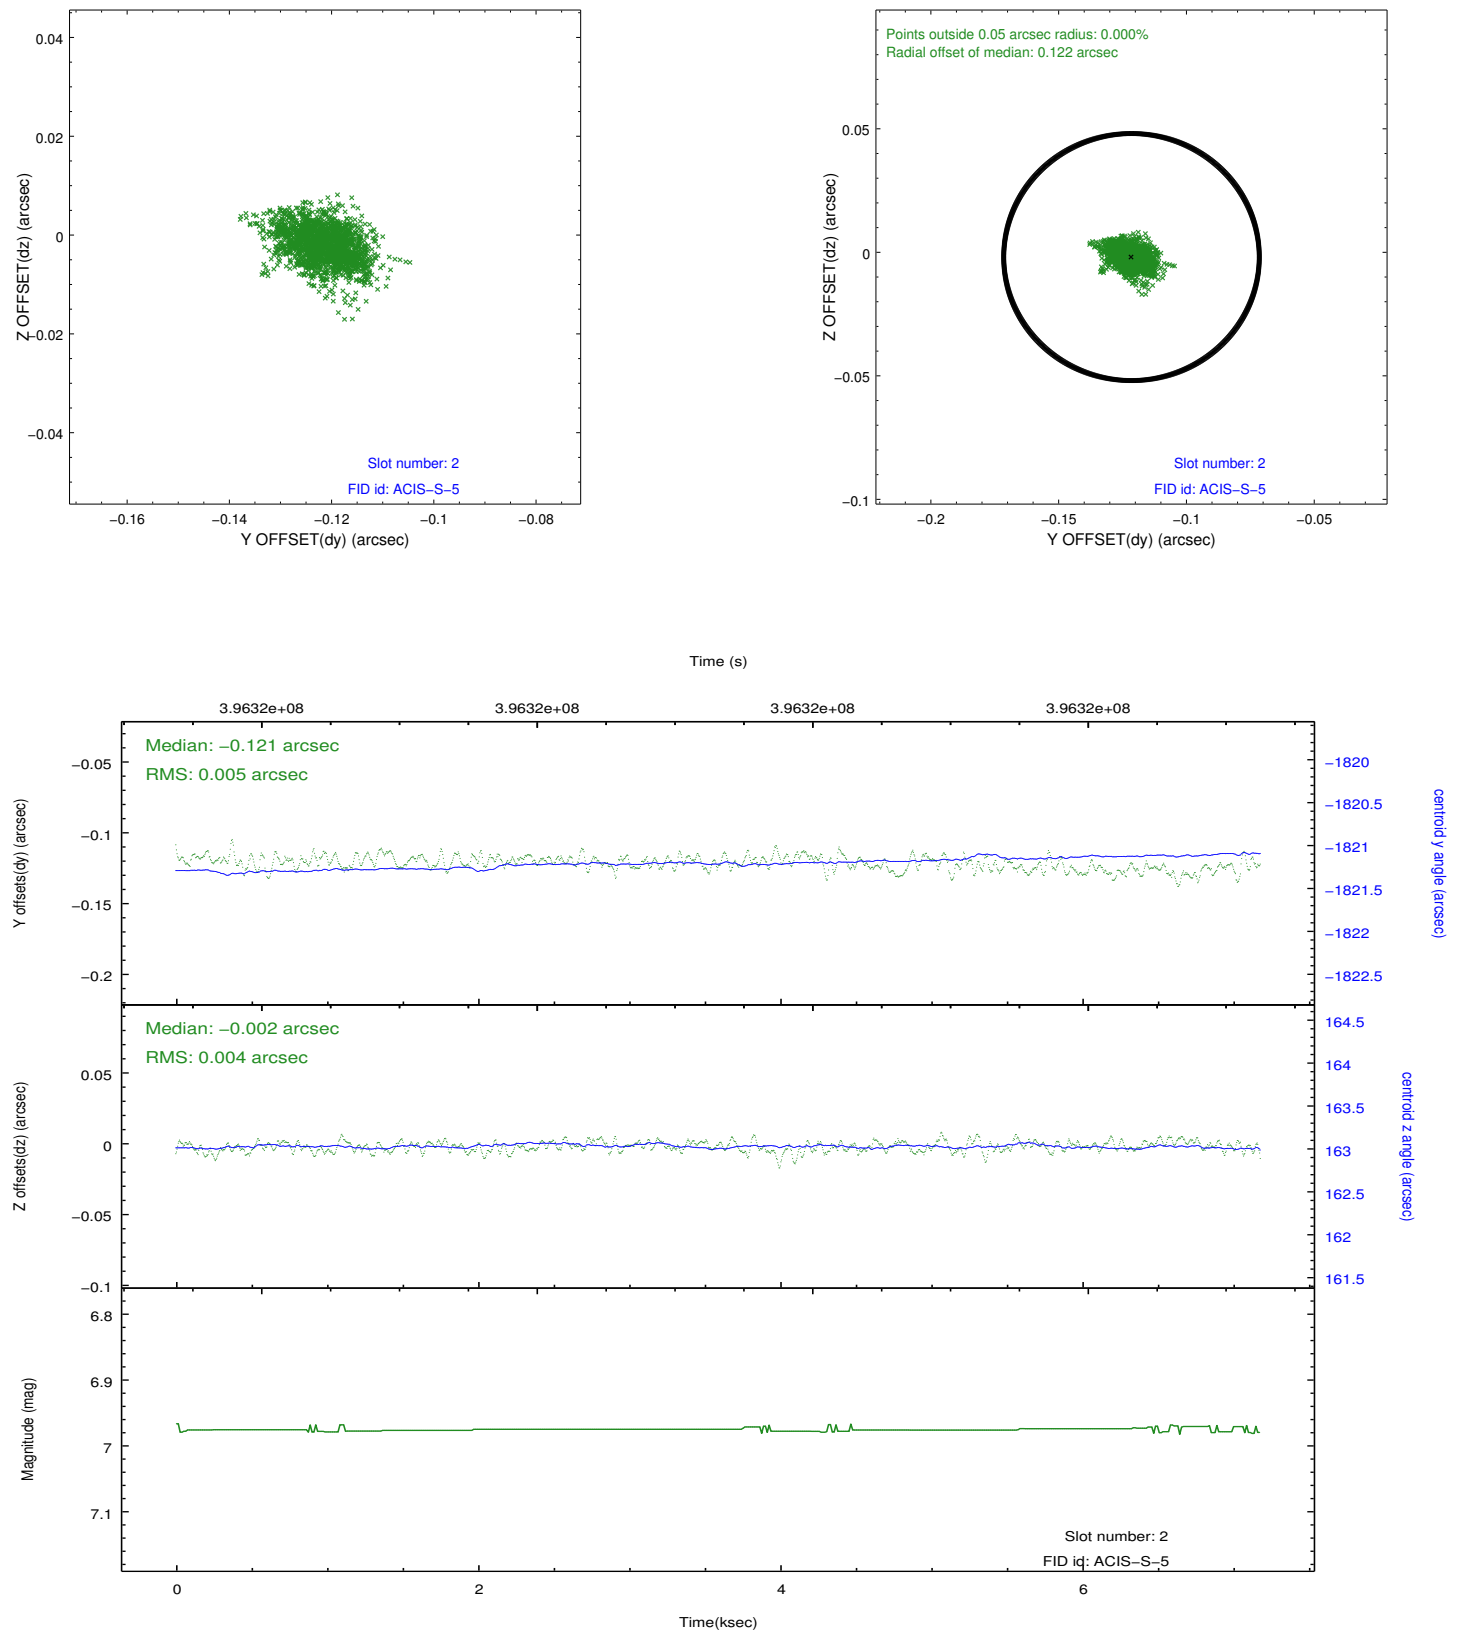 0.04
0.02
0
−0.02
−0.04
Z OFFSET(dz) (arcsec)
Slot number: 2
FID id: ACIS−S−5
−0.16
−0.14
−0.12
−0.1
−0.08
Y OFFSET(dy) (arcsec)
Points outside 0.05 arcsec radius: 0.000%
Radial offset of median: 0.122 arcsec
0.05
0
−0.05
−0.1
Z OFFSET(dz) (arcsec)
Slot number: 2
FID id: ACIS−S−5
−0.2
−0.15
−0.1
−0.05
Y OFFSET(dy) (arcsec)
Time (s)
3.9632e+08
3.9632e+08
3.9632e+08
3.9632e+08
Median: −0.121 arcsec
RMS: 0.005 arcsec
−0.05
−0.1
−0.15
−0.2
Y offsets(dy) (arcsec)
−1820
−1820.5
−1821
−1821.5
−1822
−1822.5
centroid y angle (arcsec)
Median: −0.002 arcsec
RMS: 0.004 arcsec
0.05
0
−0.05
−0.1
Z offsets(dz) (arcsec)
164.5
164
163.5
163
162.5
162
161.5
centroid z angle (arcsec)
6.8
6.9
7
7.1
Magnitude (mag)
Slot number: 2
FID id: ACIS−S−5
0
2
4
6
Time(ksec)